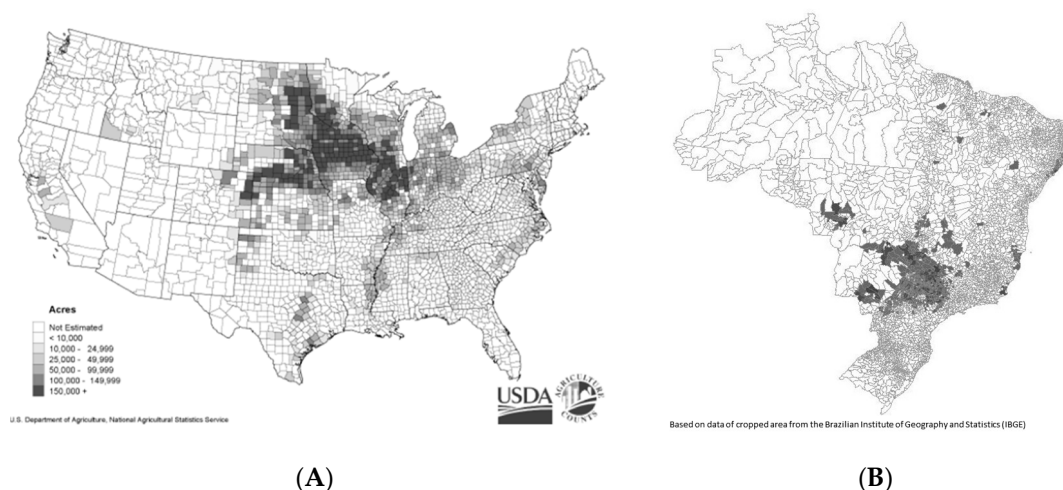 Acres
Not Estimated
< 10,000
10,000 - 24,999
25,000 - 49,999
50,000 - 99,999
100,000 - 149,999
150,000 +
U.S. Department of Agriculture, National Agricultural Statistics Service
USDA
AGRICULTURE
COUNTS
Based on data of cropped area from the Brazilian Institute of Geography and Statistics (IBGE)
(A)
(B)